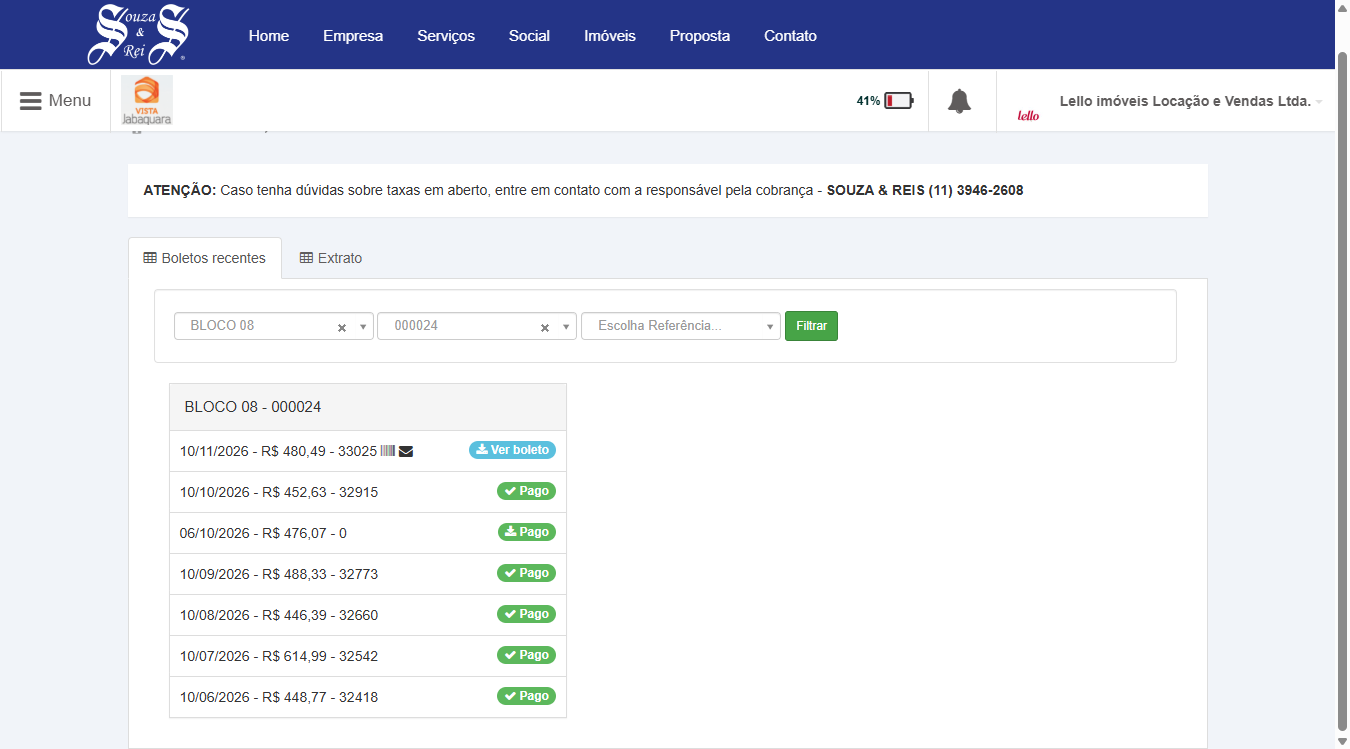 Souza
&
Reis
Home Empresa Serviços Social Imóveis Proposta Contato
Menu
VISTA
Jabaquara
41%
lello
Lello imóveis Locação e Vendas Ltda.
ATENÇÃO: Caso tenha dúvidas sobre taxas em aberto, entre em contato com a responsável pela cobrança - SOUZA & REIS (11) 3946-2608
Boletos recentes Extrato
BLOCO 08 000024 Escolha Referência... Filtrar
BLOCO 08 - 000024
10/11/2026 - R$ 480,49 - 33025 Ver boleto
10/10/2026 - R$ 452,63 - 32915 Pago
06/10/2026 - R$ 476,07 - 0 Pago
10/09/2026 - R$ 488,33 - 32773 Pago
10/08/2026 - R$ 446,39 - 32660 Pago
10/07/2026 - R$ 614,99 - 32542 Pago
10/06/2026 - R$ 448,77 - 32418 Pago